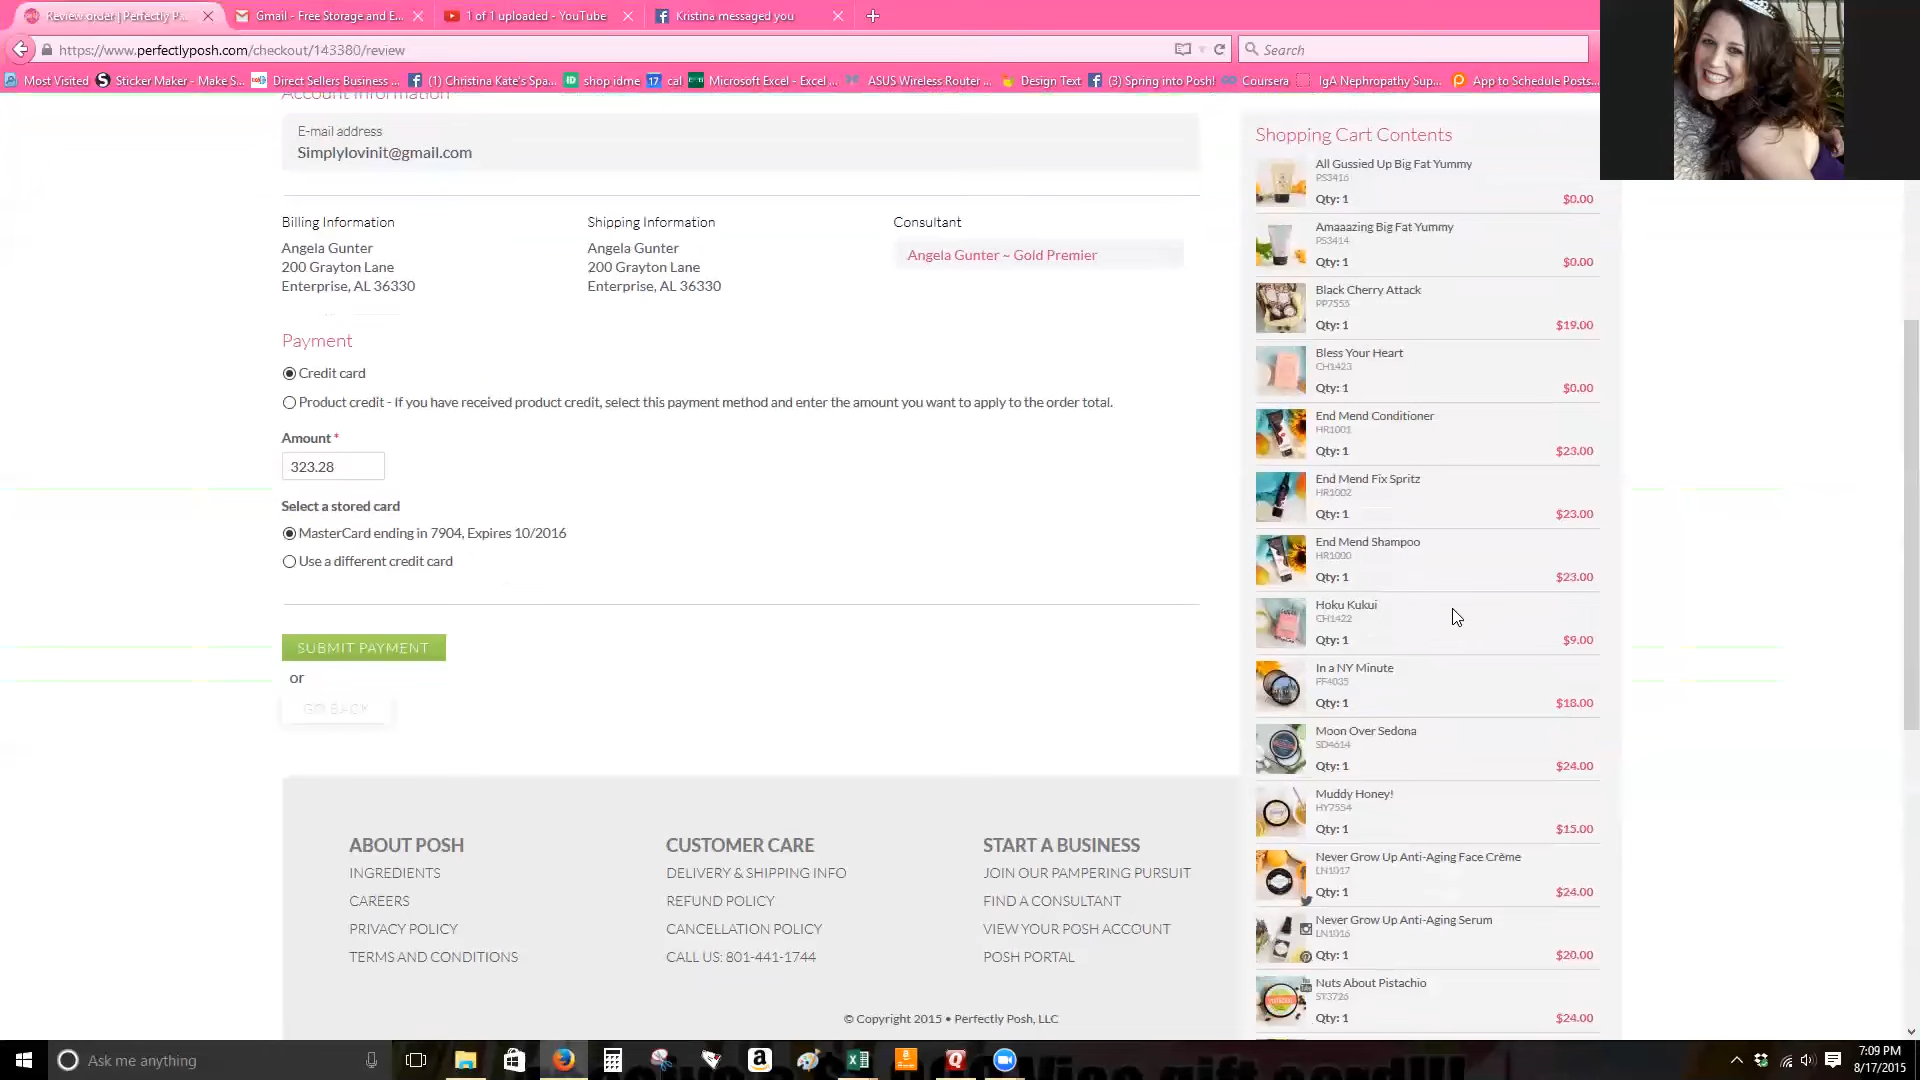 Review order | Perfectly P...
Gmail - Free Storage and E...
1 of 1 uploaded - YouTube
Kristina messaged you
https://www.perfectlyposh.com/checkout/143380/review
Search
Most Visited
Sticker Maker - Make S...
Direct Sellers Business ...
(1) Christina Kate's Spa...
shop idme
17 cal
Microsoft Excel - Excel ...
ASUS Wireless Router ...
Design Text
(3) Spring into Posh!
Coursera
IgA Nephropathy Sup...
App to Schedule Posts...
Account Information
E-mail address
Simplylovinit@gmail.com
Billing Information
Angela Gunter
200 Grayton Lane
Enterprise, AL 36330
Shipping Information
Angela Gunter
200 Grayton Lane
Enterprise, AL 36330
Consultant
Angela Gunter ~ Gold Premier
Payment
Credit card
Product credit - If you have received product credit, select this payment method and enter the amount you want to apply to the order total.
Amount *
323.28
Select a stored card
MasterCard ending in 7904, Expires 10/2016
Use a different credit card
SUBMIT PAYMENT
or
GO BACK
Shopping Cart Contents
All Gussied Up Big Fat Yummy
PS3416
Qty: 1 $0.00
Amaaazing Big Fat Yummy
PS3414
Qty: 1 $0.00
Black Cherry Attack
PP7555
Qty: 1 $19.00
Bless Your Heart
CH1423
Qty: 1 $0.00
End Mend Conditioner
HR1001
Qty: 1 $23.00
End Mend Fix Spritz
HR1002
Qty: 1 $23.00
End Mend Shampoo
HR1000
Qty: 1 $23.00
Hoku Kukui
CH1422
Qty: 1 $9.00
In a NY Minute
FF4035
Qty: 1 $18.00
Moon Over Sedona
SD4614
Qty: 1 $24.00
Muddy Honey!
HY7554
Qty: 1 $15.00
Never Grow Up Anti-Aging Face Crème
LN1017
Qty: 1 $24.00
Never Grow Up Anti-Aging Serum
LN1016
Qty: 1 $20.00
Nuts About Pistachio
ST3726
Qty: 1 $24.00
ABOUT POSH
INGREDIENTS
CAREERS
PRIVACY POLICY
TERMS AND CONDITIONS
CUSTOMER CARE
DELIVERY & SHIPPING INFO
REFUND POLICY
CANCELLATION POLICY
CALL US: 801-441-1744
START A BUSINESS
JOIN OUR PAMPERING PURSUIT
FIND A CONSULTANT
VIEW YOUR POSH ACCOUNT
POSH PORTAL
© Copyright 2015 • Perfectly Posh, LLC
Ask me anything
7:09 PM
8/17/2015